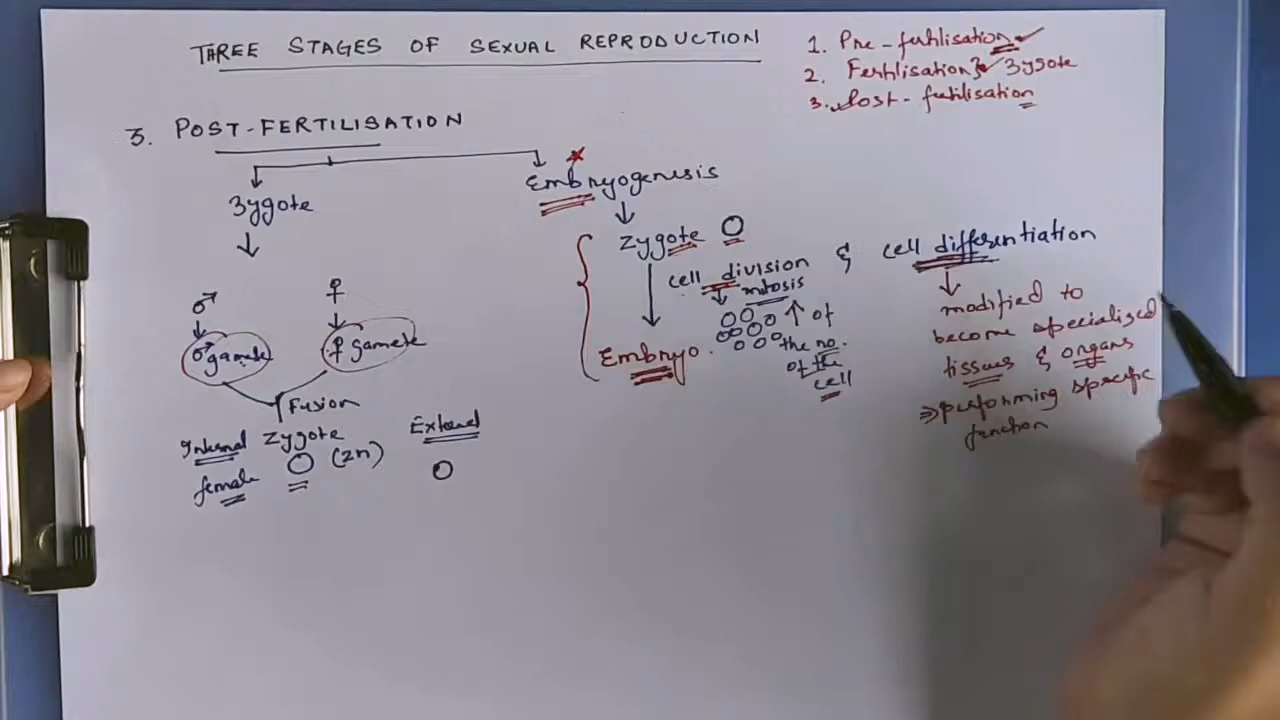 THREE STAGES OF SEXUAL REPRODUCTION
1. Pre-fertilisation ✓
2. Fertilisation ✓ Zygote
3. Post-fertilisation
3. POST-FERTILISATION
Zygote
♂
♀
♂ gamete
♀ gamete
Fusion
Internal Zygote
female (2n)
External
Embryogenesis
Zygote
cell division & cell differentiation
mitosis
↑ of
the no.
of the
cell
Embryo
modified to
become specialised
tissues & organs
⇒ performing specific
function